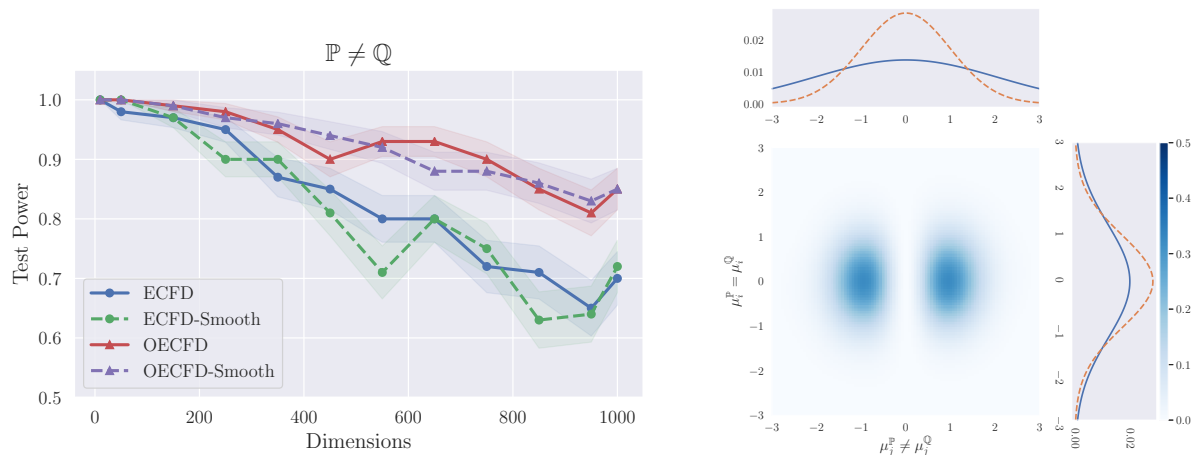 ℙ ≠ ℚ
Test Power
1.0
0.9
0.8
0.7
0.6
0.5
ECFD
ECFD-Smooth
OECFD
OECFD-Smooth
0 200 400 600 800 1000
Dimensions
0.02
0.01
0.00
−3 −2 −1 0 1 2 3
3
2
1
0
−1
−2
−3
μ_i^ℙ = μ_i^ℚ
−3 −2 −1 0 1 2 3
μ_j^ℙ ≠ μ_j^ℚ
3
2
1
0
−1
−2
−3
0.00 0.02
0.5
0.4
0.3
0.2
0.1
0.0